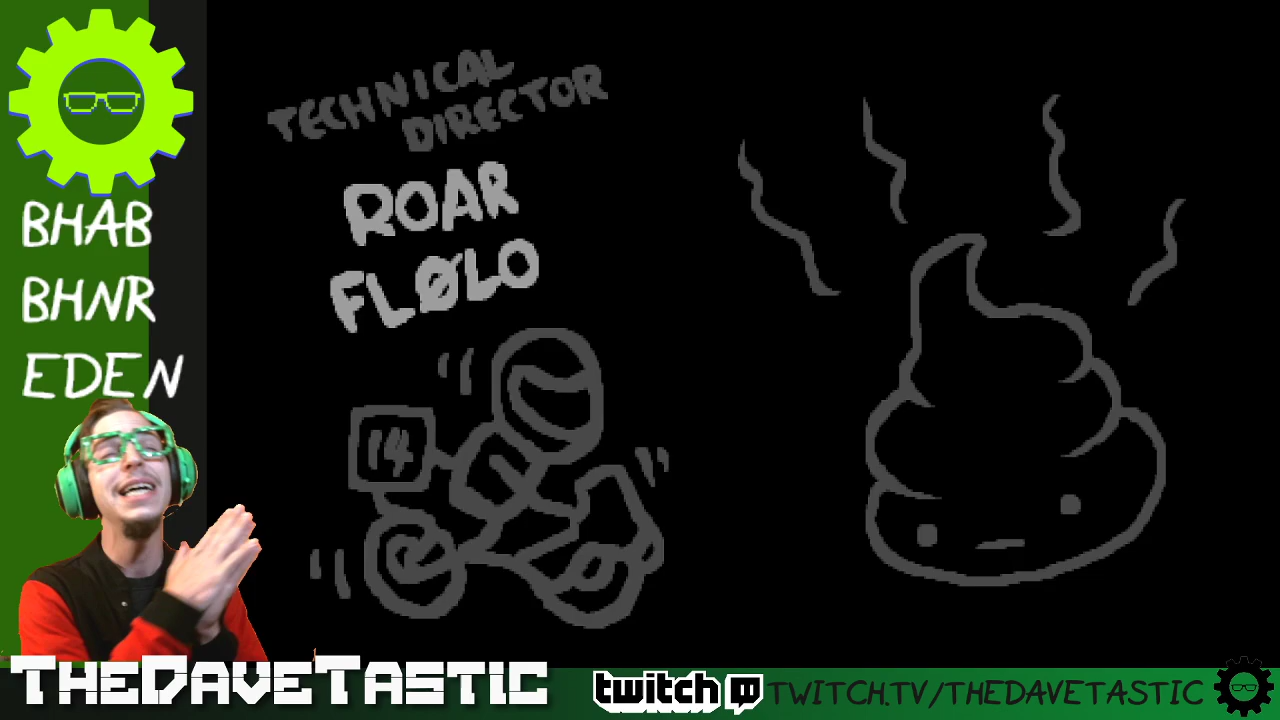 TECHNICAL
DIRECTOR
ROAR
FLØLO
14
BHAB
BHNR
EDEN
THEDAVETASTIC
twitch
TWITCH.TV/THEDAVETASTIC